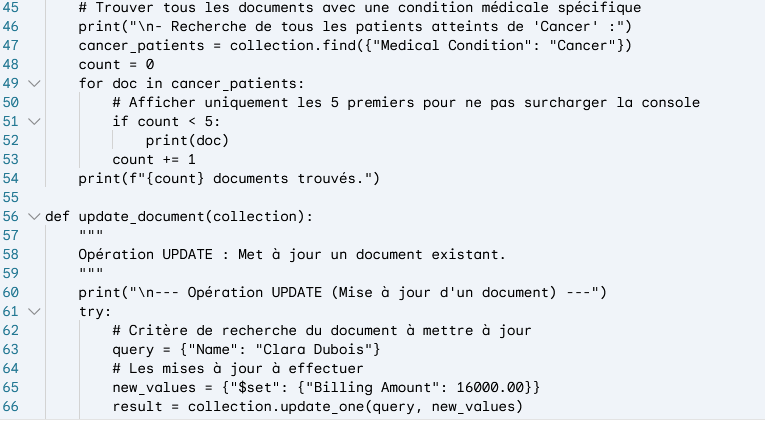 45 # Trouver tous les documents avec une condition médicale spécifique
46 print("\n- Recherche de tous les patients atteints de 'Cancer' :")
47 cancer_patients = collection.find({"Medical Condition": "Cancer"})
48 count = 0
49 for doc in cancer_patients:
50 # Afficher uniquement les 5 premiers pour ne pas surcharger la console
51 if count < 5:
52 print(doc)
53 count += 1
54 print(f"{count} documents trouvés.")
55
56 def update_document(collection):
57 """
58 Opération UPDATE : Met à jour un document existant.
59 """
60 print("\n--- Opération UPDATE (Mise à jour d'un document) ---")
61 try:
62 # Critère de recherche du document à mettre à jour
63 query = {"Name": "Clara Dubois"}
64 # Les mises à jour à effectuer
65 new_values = {"$set": {"Billing Amount": 16000.00}}
66 result = collection.update_one(query, new_values)